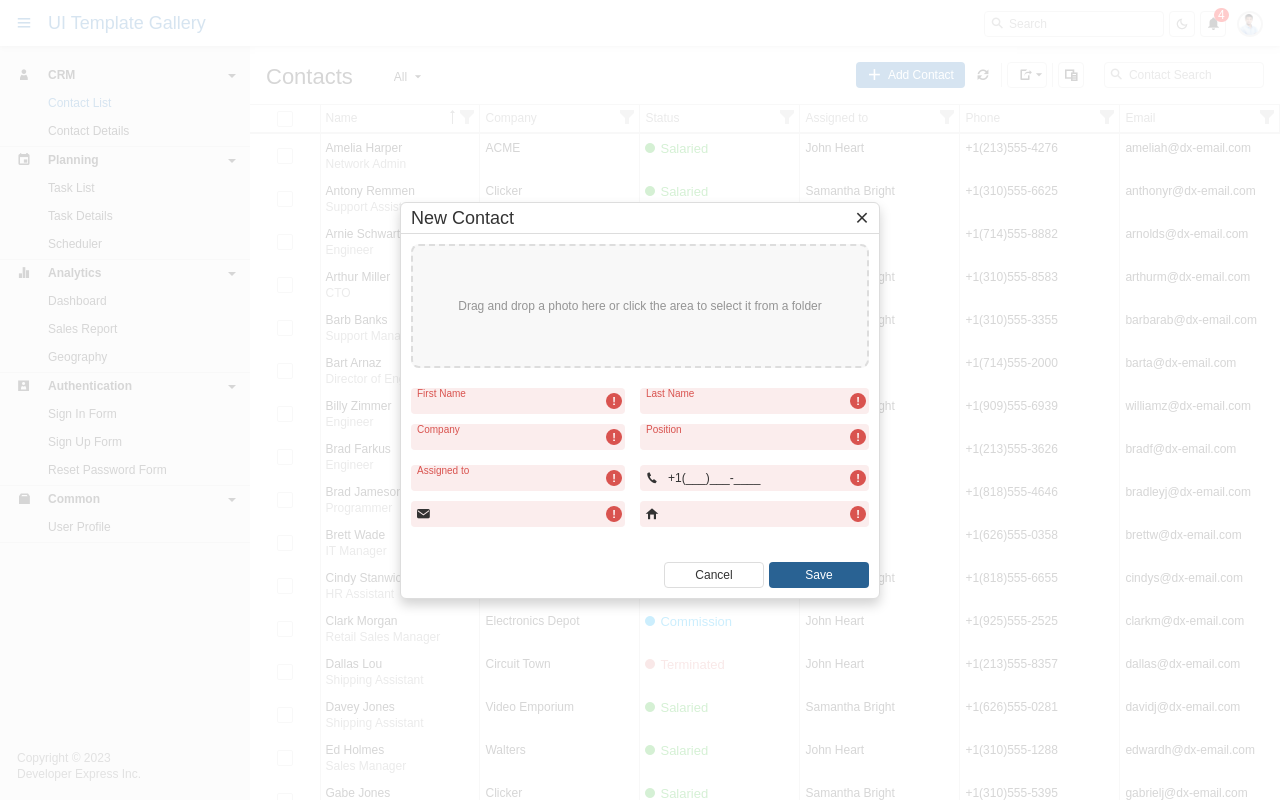 UI Template Gallery
Search
4
CRM
Contact List
Contact Details
Planning
Task List
Task Details
Scheduler
Analytics
Dashboard
Sales Report
Geography
Authentication
Sign In Form
Sign Up Form
Reset Password Form
Common
User Profile
Copyright © 2023
Developer Express Inc.
Contacts
All
Add Contact
Contact Search
Name Company Status Assigned to Phone Email
Amelia Harper ACME Salaried John Heart +1(213)555-4276 ameliah@dx-email.com
Network Admin
Antony Remmen Clicker Salaried Samantha Bright +1(310)555-6625 anthonyr@dx-email.com
Support Assis
Arnie Schwart +1(714)555-8882 arnolds@dx-email.com
Engineer
Arthur Miller ght +1(310)555-8583 arthurm@dx-email.com
CTO
Barb Banks ght +1(310)555-3355 barbarab@dx-email.com
Support Mana
Bart Arnaz +1(714)555-2000 barta@dx-email.com
Director of En
Billy Zimmer ght +1(909)555-6939 williamz@dx-email.com
Engineer
Brad Farkus +1(213)555-3626 bradf@dx-email.com
Engineer
Brad Jameson +1(818)555-4646 bradleyj@dx-email.com
Programmer
Brett Wade +1(626)555-0358 brettw@dx-email.com
IT Manager
Cindy Stanwic ght +1(818)555-6655 cindys@dx-email.com
HR Assistant
Clark Morgan Electronics Depot Commission John Heart +1(925)555-2525 clarkm@dx-email.com
Retail Sales Manager
Dallas Lou Circuit Town Terminated John Heart +1(213)555-8357 dallas@dx-email.com
Shipping Assistant
Davey Jones Video Emporium Salaried Samantha Bright +1(626)555-0281 davidj@dx-email.com
Shipping Assistant
Ed Holmes Walters Salaried John Heart +1(310)555-1288 edwardh@dx-email.com
Sales Manager
Gabe Jones Clicker Salaried Samantha Bright +1(310)555-5395 gabrielj@dx-email.com
New Contact
Drag and drop a photo here or click the area to select it from a folder
First Name Last Name
Company Position
Assigned to +1(___)___-____
Cancel Save